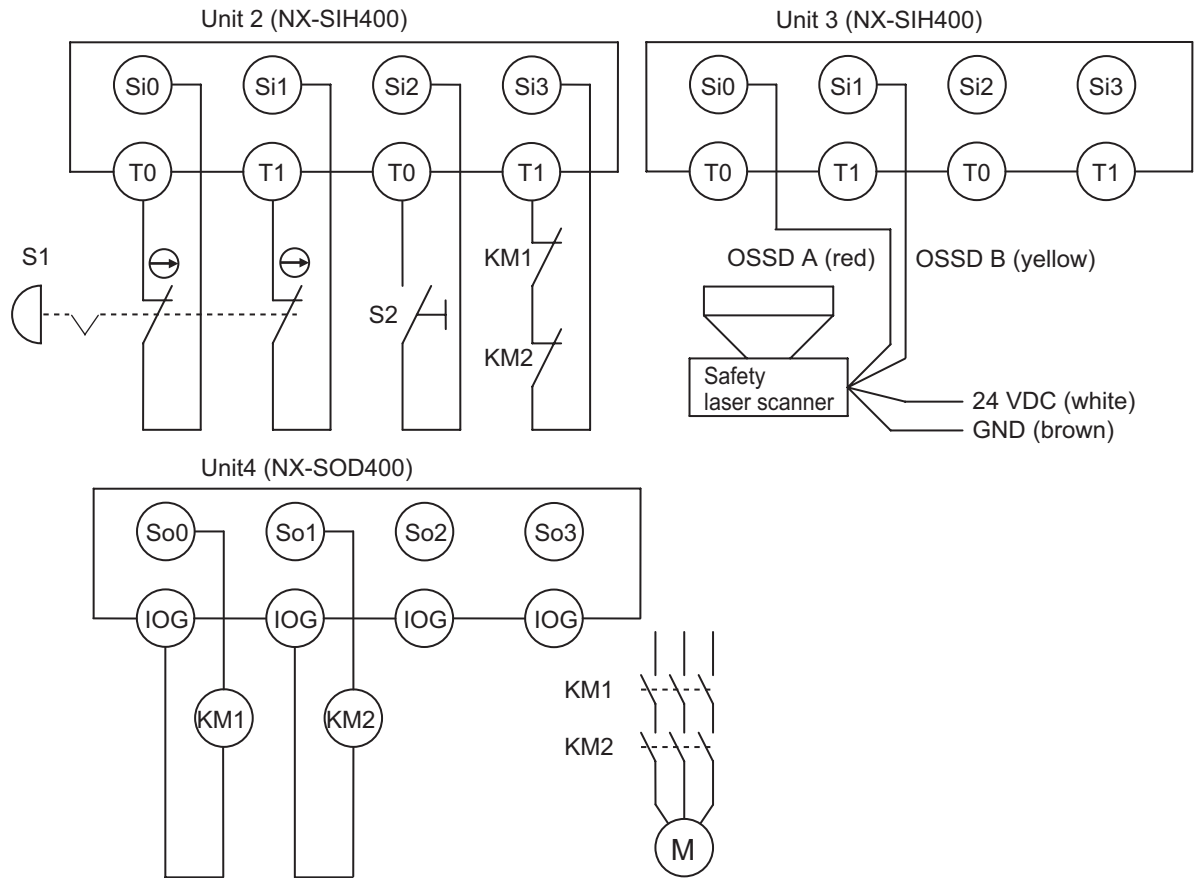 Unit 2 (NX-SIH400)
Si0 Si1 Si2 Si3
T0 T1 T0 T1
S1
S2
KM1
KM2
Unit 3 (NX-SIH400)
Si0 Si1 Si2 Si3
T0 T1 T0 T1
OSSD A (red) OSSD B (yellow)
Safety
laser scanner
24 VDC (white)
GND (brown)
Unit4 (NX-SOD400)
So0 So1 So2 So3
IOG IOG IOG IOG
KM1 KM2
KM1
KM2
M